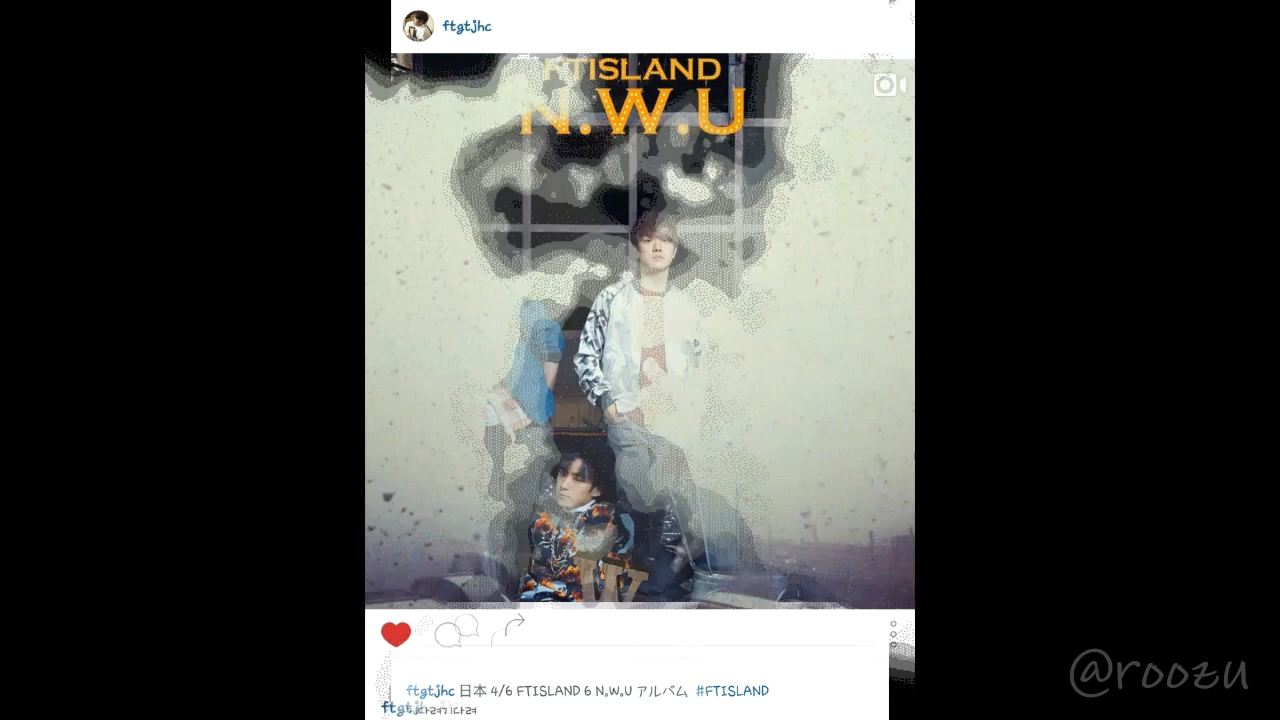 ftgtjhc
FTISLAND
N.W.U
W
ftgtjhc 日本 4/6 FTISLAND 6 N.W.U アルバム #FTISLAND
@roozu